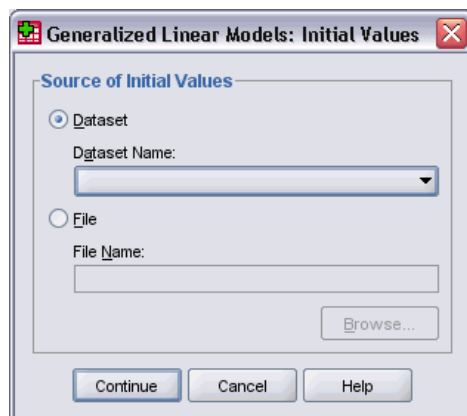 Generalized Linear Models: Initial Values
Source of Initial Values
Dataset
Dataset Name:
File
File Name:
Browse...
Continue
Cancel
Help